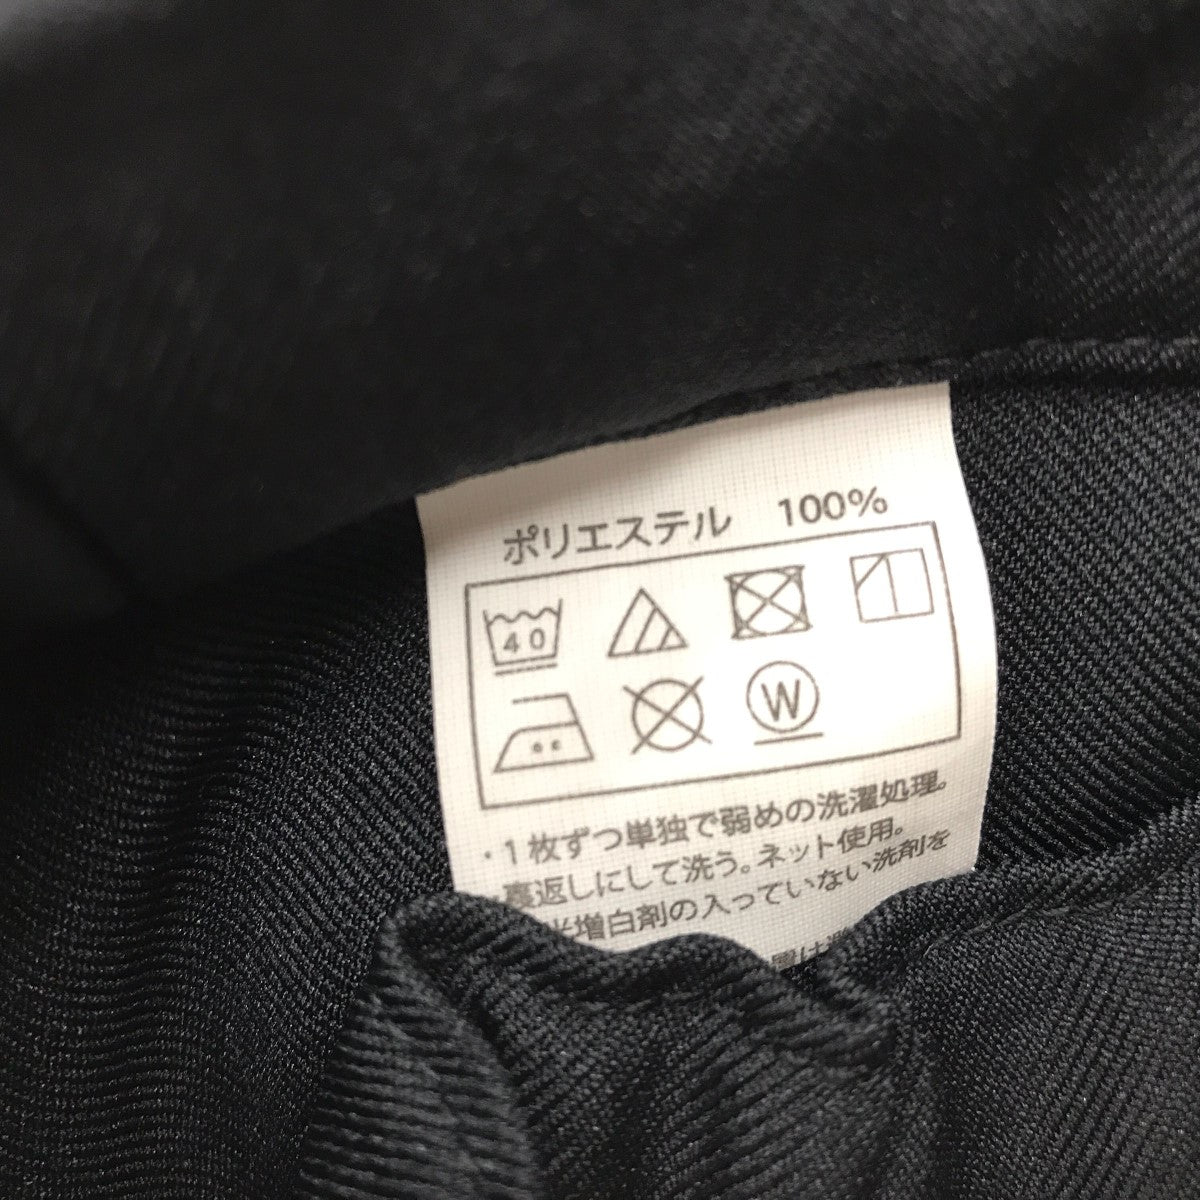 ポリエステル 100%
40
W
・1枚ずつ単独で弱めの洗濯処理。
・裏返しにして洗う。ネット使用。
光増白剤の入っていない洗剤を